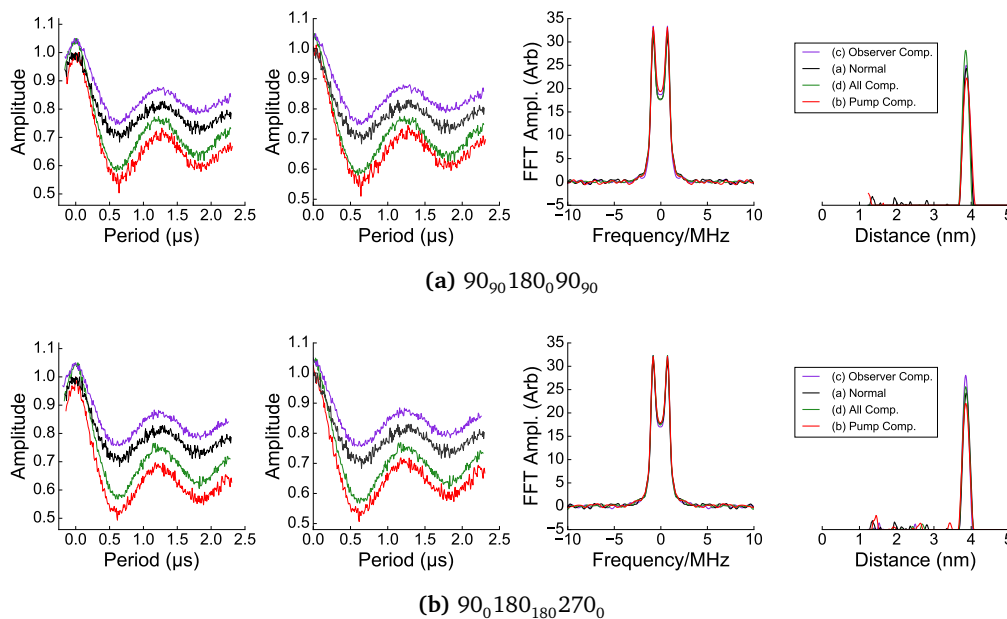 1.1
1.0
0.9
0.8
0.7
0.6
0.5
Amplitude
0.0 0.5 1.0 1.5 2.0 2.5
Period (µs)
1.1
1.0
0.9
0.8
0.7
0.6
0.5
Amplitude
0.0 0.5 1.0 1.5 2.0 2.5
Period (µs)
35
30
25
20
15
10
5
0
−5
FFT Ampl. (Arb)
−10 −5 0 5 10
Frequency/MHz
(c) Observer Comp.
(a) Normal
(d) All Comp.
(b) Pump Comp.
0 1 2 3 4 5
Distance (nm)
(a) 90₉₀180₀90₉₀
1.1
1.0
0.9
0.8
0.7
0.6
0.5
Amplitude
0.0 0.5 1.0 1.5 2.0 2.5
Period (µs)
1.1
1.0
0.9
0.8
0.7
0.6
0.5
Amplitude
0.0 0.5 1.0 1.5 2.0 2.5
Period (µs)
35
30
25
20
15
10
5
0
−5
FFT Ampl. (Arb)
−10 −5 0 5 10
Frequency/MHz
(c) Observer Comp.
(a) Normal
(d) All Comp.
(b) Pump Comp.
0 1 2 3 4 5
Distance (nm)
(b) 90₀180₁₈₀270₀